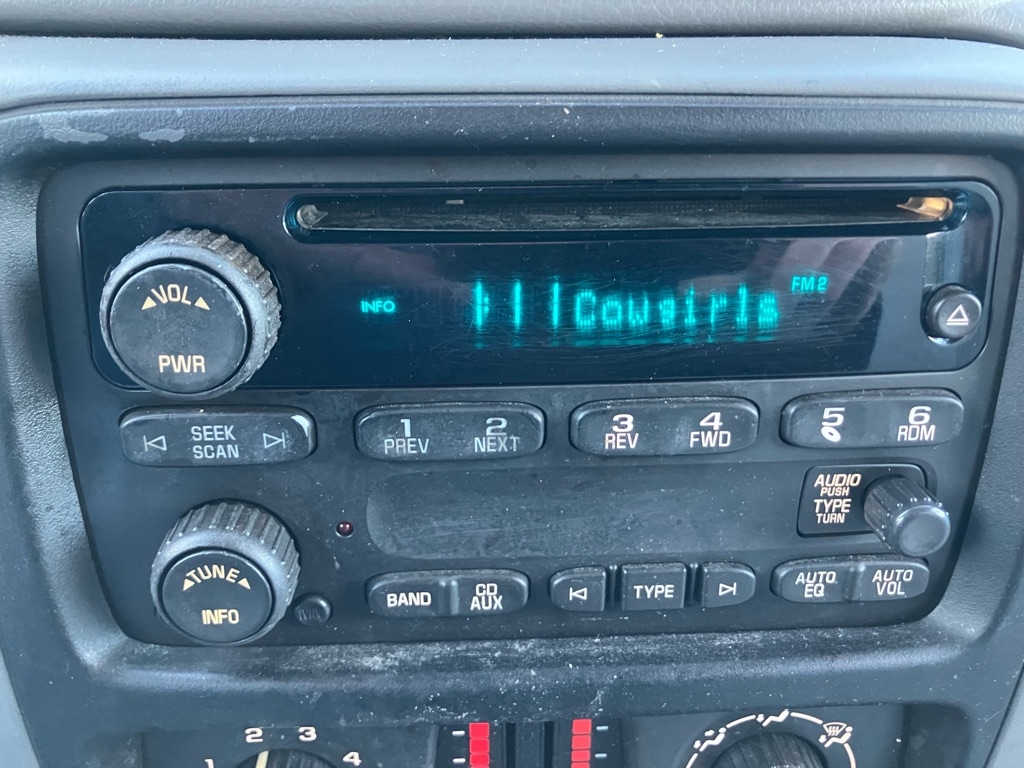 VOL
PWR
INFO
Cowgirls
FM2
SEEK
SCAN
1 PREV
2 NEXT
3 REV
4 FWD
5
6 RDM
AUDIO
PUSH
TYPE
TURN
TUNE
INFO
BAND
CD
AUX
TYPE
AUTO
EQ
AUTO
VOL
1 2 3 4